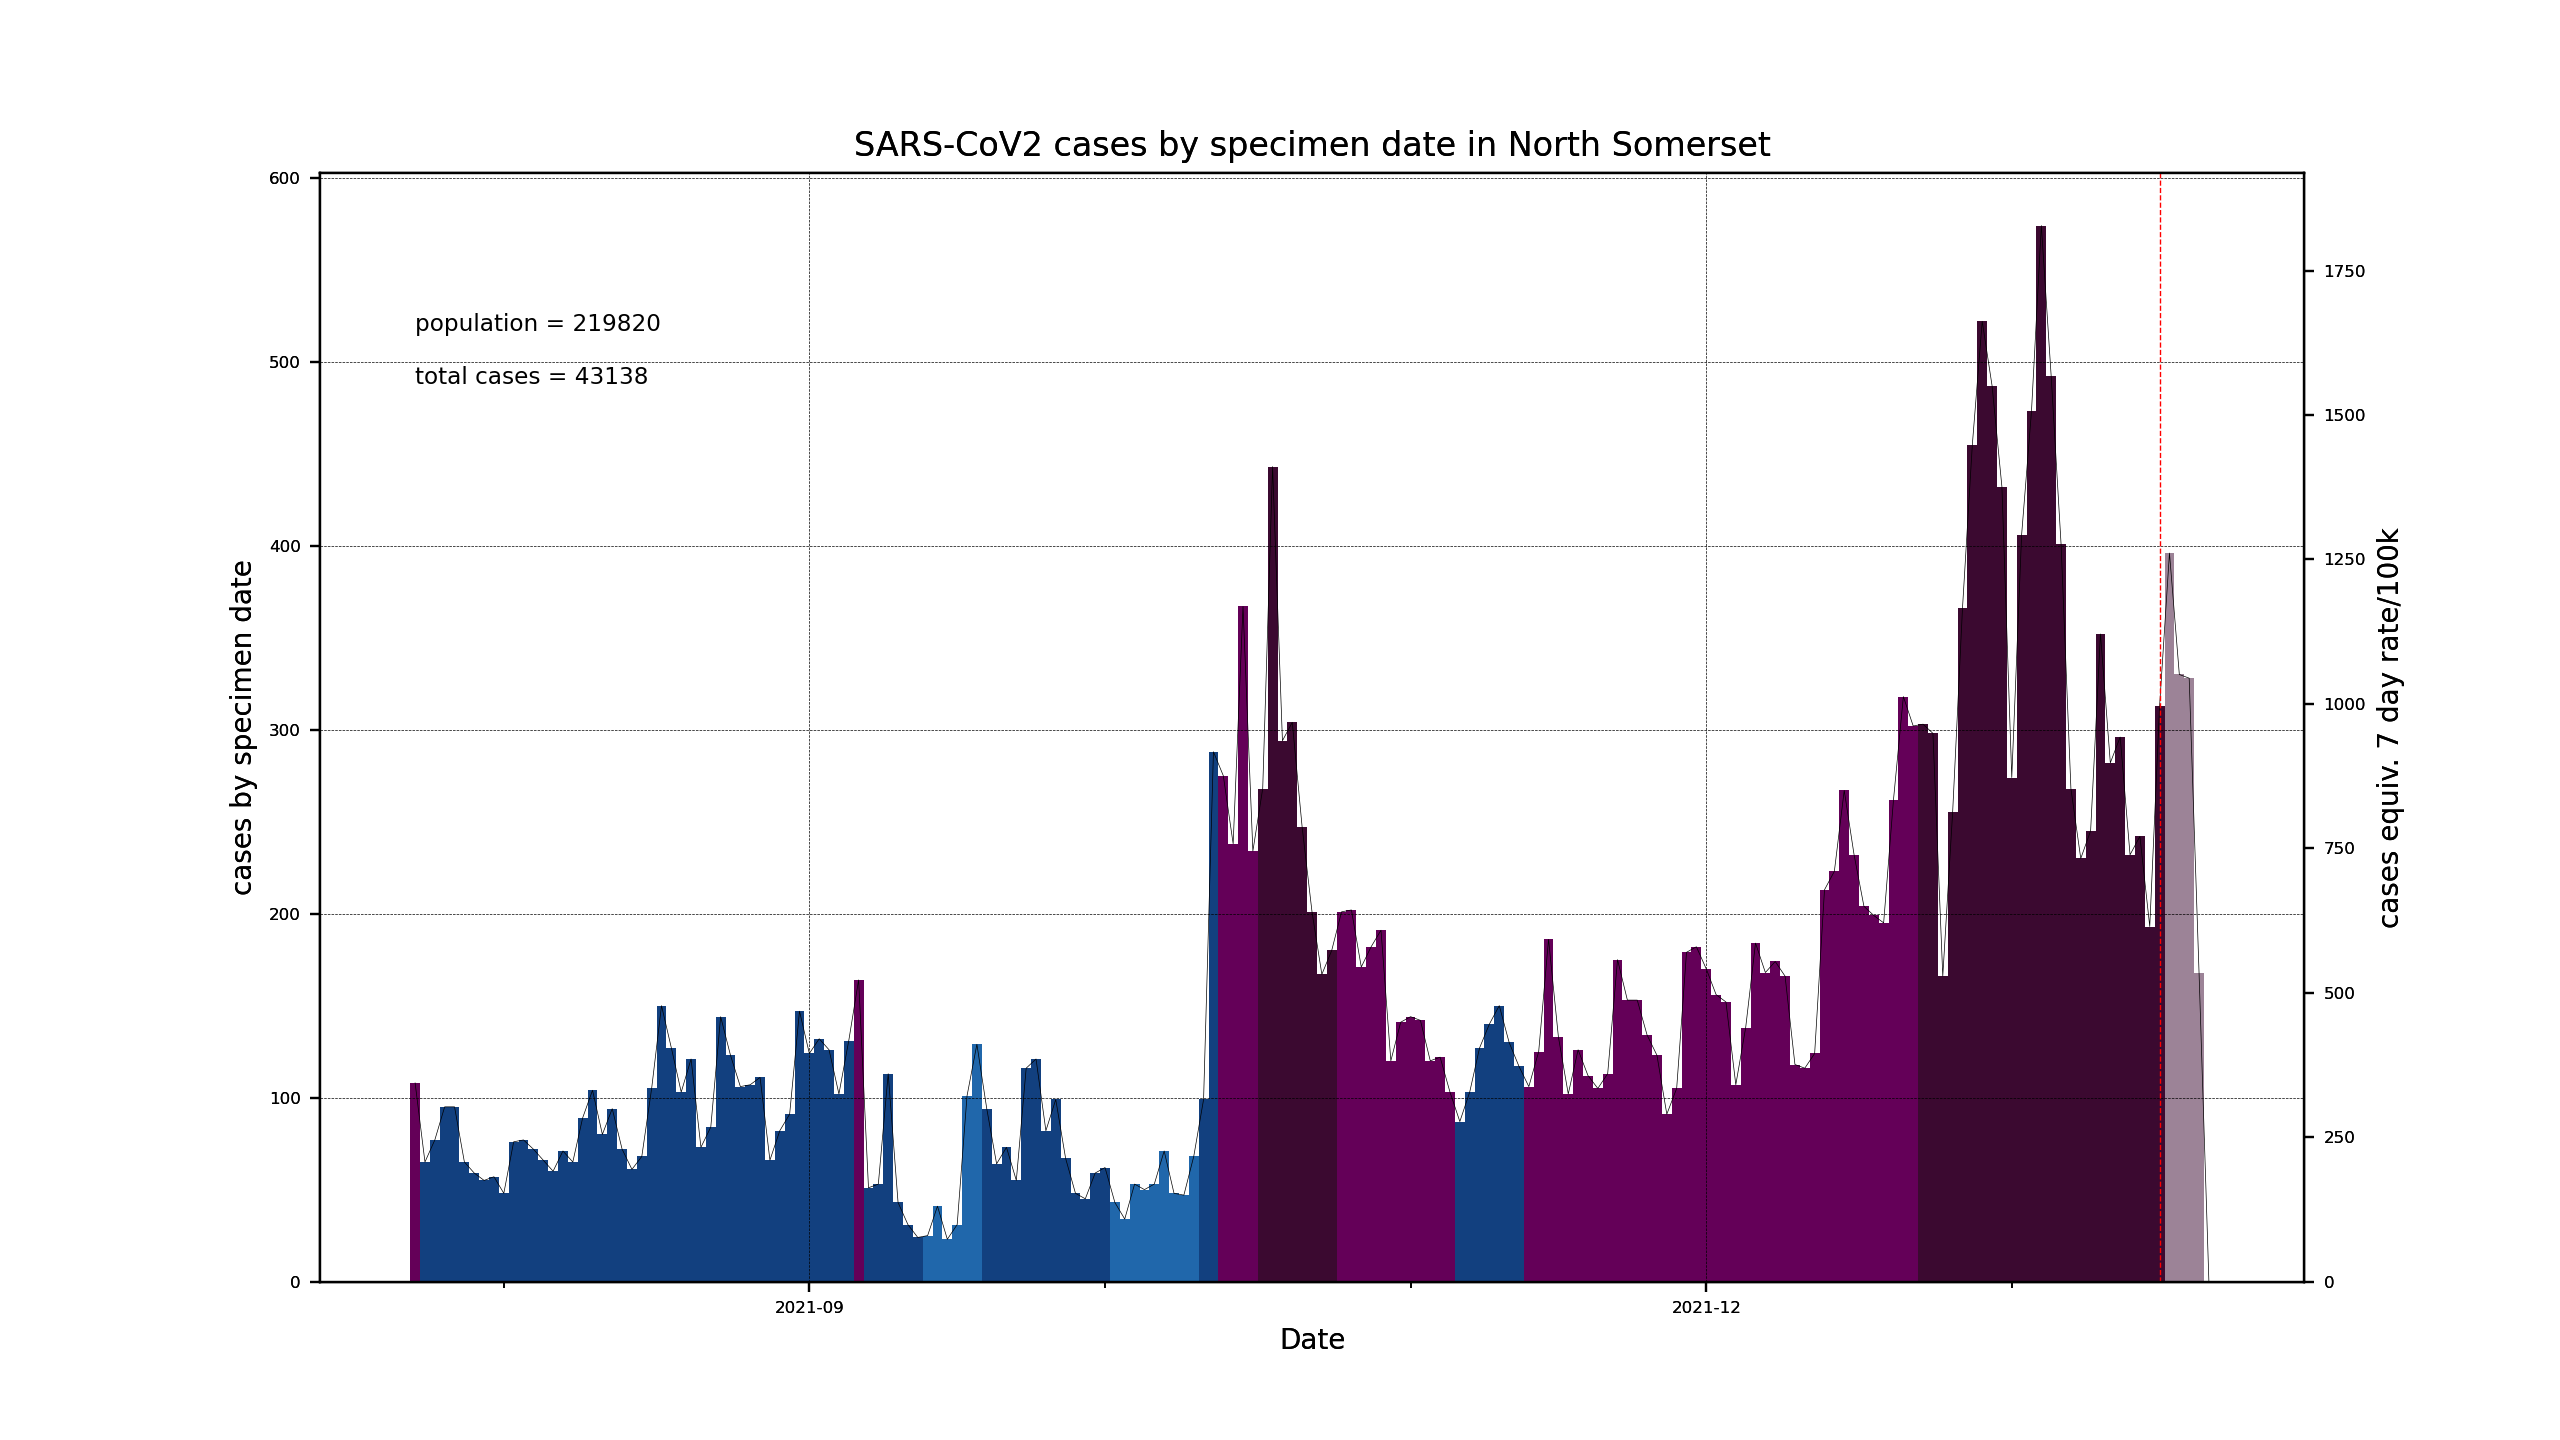 SARS-CoV2 cases by specimen date in North Somerset
600
500
400
300
200
100
0
cases by specimen date
population = 219820
total cases = 43138
1750
1500
1250
1000
750
500
250
0
cases equiv. 7 day rate/100k
2021-09
2021-12
Date